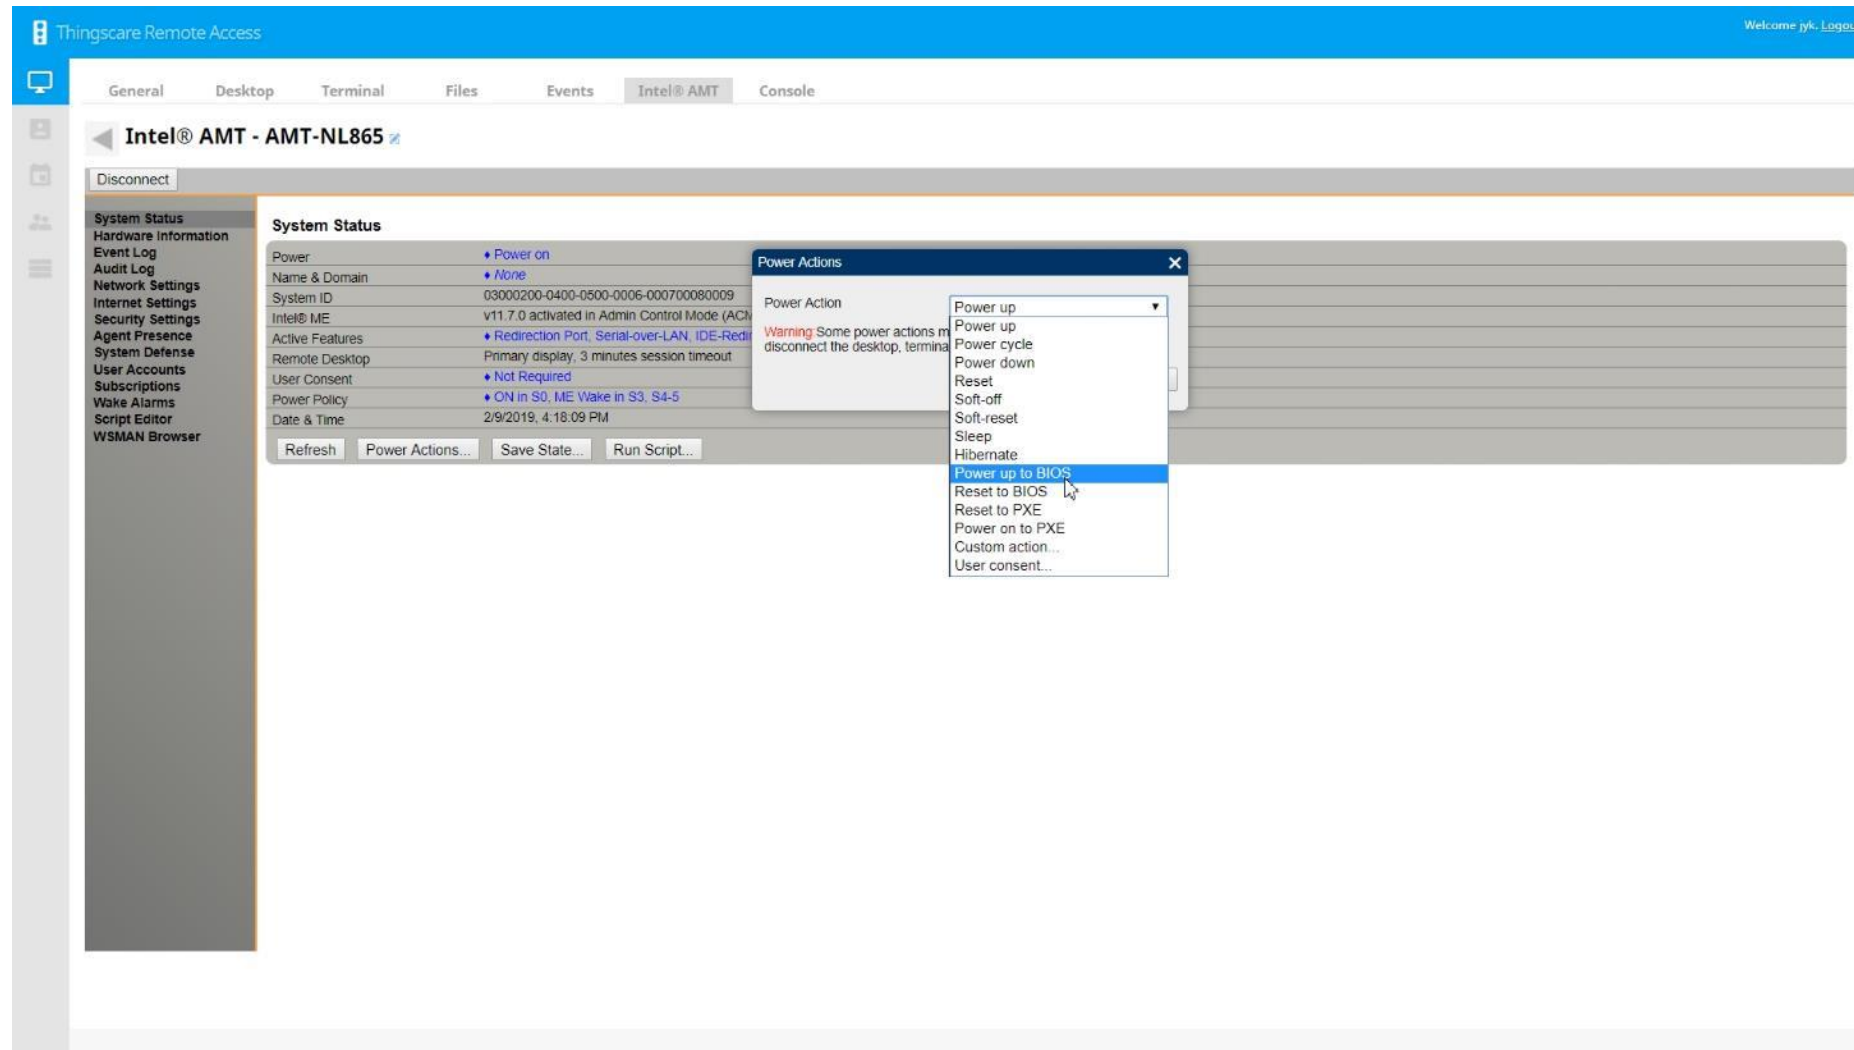 Thingscare Remote Access
Welcome jyk. Logou
General Desktop Terminal Files Events Intel® AMT Console
Intel® AMT - AMT-NL865
Disconnect
System Status
Hardware Information
Event Log
Audit Log
Network Settings
Internet Settings
Security Settings
Agent Presence
System Defense
User Accounts
Subscriptions
Wake Alarms
Script Editor
WSMAN Browser
System Status
Power ♦ Power on
Name & Domain ♦ None
System ID 03000200-0400-0500-0006-000700080009
Intel® ME v11.7.0 activated in Admin Control Mode (ACM
Active Features ♦ Redirection Port, Serial-over-LAN, IDE-Redir
Remote Desktop Primary display, 3 minutes session timeout
User Consent ♦ Not Required
Power Policy ♦ ON in S0, ME Wake in S3, S4-5
Date & Time 2/9/2019, 4:18:09 PM
Refresh Power Actions... Save State... Run Script...
Power Actions
Power Action Power up
Warning: Some power actions m
disconnect the desktop, termina
Power up
Power cycle
Power down
Reset
Soft-off
Soft-reset
Sleep
Hibernate
Power up to BIOS
Reset to BIOS
Reset to PXE
Power on to PXE
Custom action...
User consent...